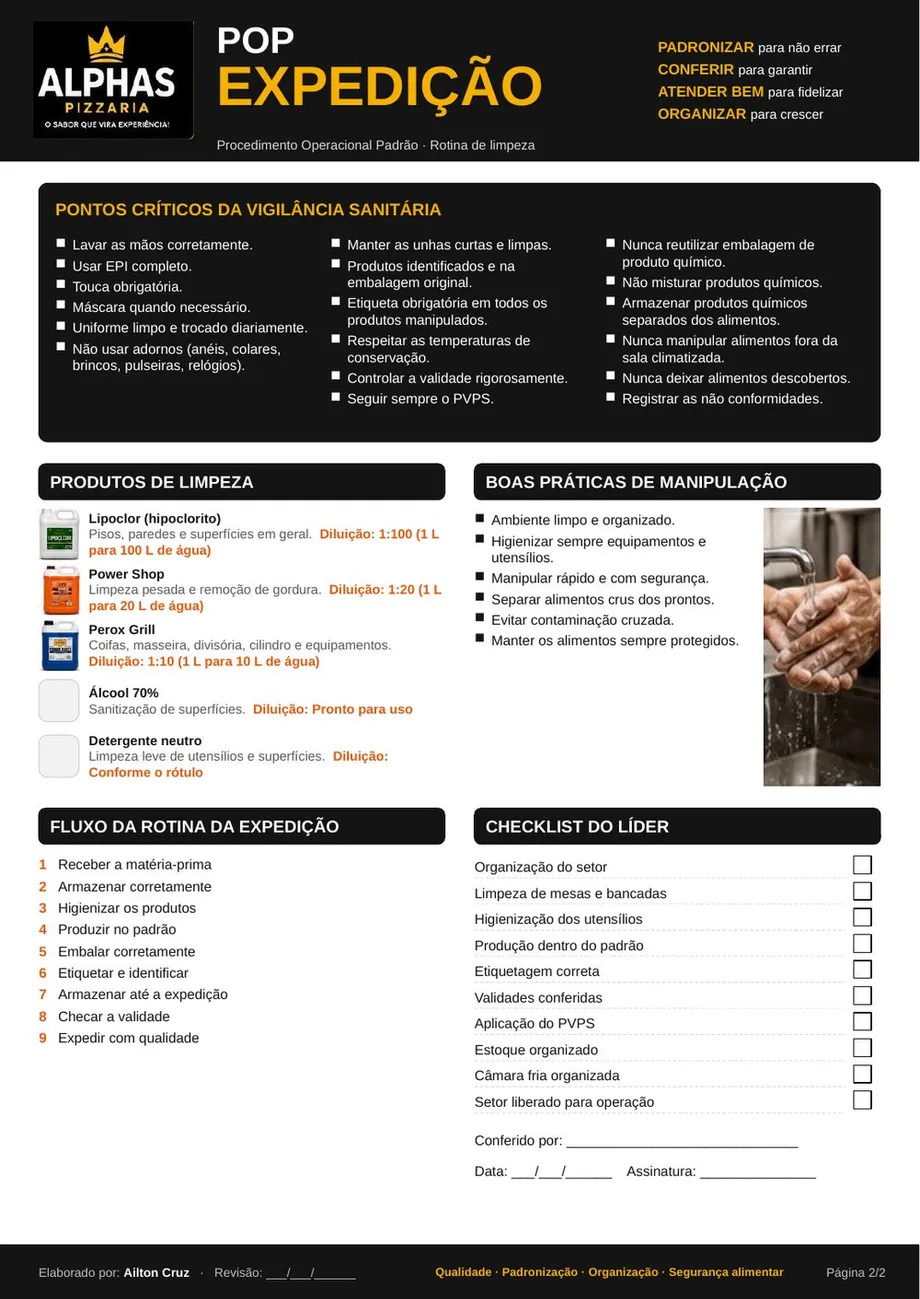 ALPHAS
PIZZARIA
O SABOR QUE VIRA EXPERIÊNCIA!
POP
EXPEDIÇÃO
Procedimento Operacional Padrão · Rotina de limpeza
PADRONIZAR para não errar
CONFERIR para garantir
ATENDER BEM para fidelizar
ORGANIZAR para crescer
PONTOS CRÍTICOS DA VIGILÂNCIA SANITÁRIA
Lavar as mãos corretamente.
Usar EPI completo.
Touca obrigatória.
Máscara quando necessário.
Uniforme limpo e trocado diariamente.
Não usar adornos (anéis, colares,
brincos, pulseiras, relógios).
Manter as unhas curtas e limpas.
Produtos identificados e na
embalagem original.
Etiqueta obrigatória em todos os
produtos manipulados.
Respeitar as temperaturas de
conservação.
Controlar a validade rigorosamente.
Seguir sempre o PVPS.
Nunca reutilizar embalagem de
produto químico.
Não misturar produtos químicos.
Armazenar produtos químicos
separados dos alimentos.
Nunca manipular alimentos fora da
sala climatizada.
Nunca deixar alimentos descobertos.
Registrar as não conformidades.
PRODUTOS DE LIMPEZA
LIPOCLOR
Lipoclor (hipoclorito)
Pisos, paredes e superfícies em geral. Diluição: 1:100 (1 L
para 100 L de água)
Power Shop
Limpeza pesada e remoção de gordura. Diluição: 1:20 (1 L
para 20 L de água)
Perox Grill
Coifas, masseira, divisória, cilindro e equipamentos.
Diluição: 1:10 (1 L para 10 L de água)
Álcool 70%
Sanitização de superfícies. Diluição: Pronto para uso
Detergente neutro
Limpeza leve de utensílios e superfícies. Diluição:
Conforme o rótulo
BOAS PRÁTICAS DE MANIPULAÇÃO
Ambiente limpo e organizado.
Higienizar sempre equipamentos e
utensílios.
Manipular rápido e com segurança.
Separar alimentos crus dos prontos.
Evitar contaminação cruzada.
Manter os alimentos sempre protegidos.
FLUXO DA ROTINA DA EXPEDIÇÃO
1 Receber a matéria-prima
2 Armazenar corretamente
3 Higienizar os produtos
4 Produzir no padrão
5 Embalar corretamente
6 Etiquetar e identificar
7 Armazenar até a expedição
8 Checar a validade
9 Expedir com qualidade
CHECKLIST DO LÍDER
Organização do setor
Limpeza de mesas e bancadas
Higienização dos utensílios
Produção dentro do padrão
Etiquetagem correta
Validades conferidas
Aplicação do PVPS
Estoque organizado
Câmara fria organizada
Setor liberado para operação
Conferido por: ______________________________
Data: ___/___/______ Assinatura: _______________
Elaborado por: Ailton Cruz · Revisão: ___/___/______
Qualidade · Padronização · Organização · Segurança alimentar
Página 2/2